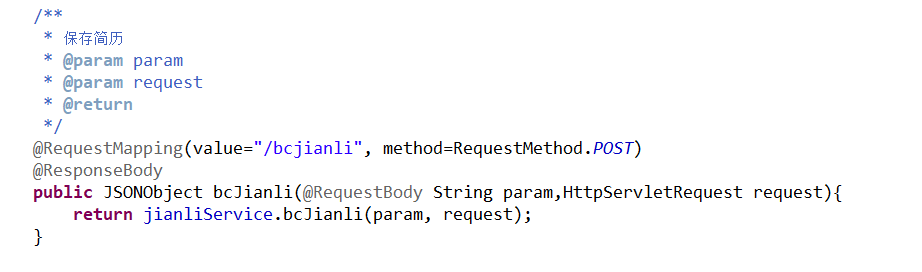 /**
 * 保存简历
 * @param param
 * @param request
 * @return
 */
@RequestMapping(value="/bcjianli", method=RequestMethod.POST)
@ResponseBody
public JSONObject bcJianli(@RequestBody String param,HttpServletRequest request){
    return jianliService.bcJianli(param, request);
}